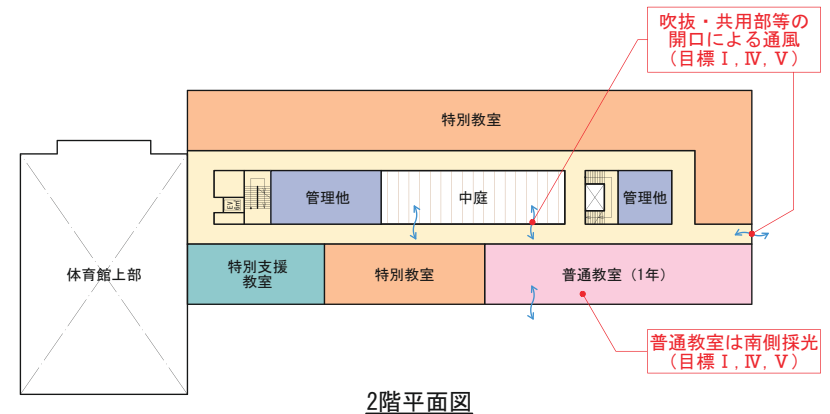 吹抜・共用部等の
開口による通風
(目標Ⅰ,Ⅳ,Ⅴ)
特別教室
管理他
中庭
管理他
EV
体育館上部
特別支援
教室
特別教室
普通教室(1年)
普通教室は南側採光
(目標Ⅰ,Ⅳ,Ⅴ)
2階平面図